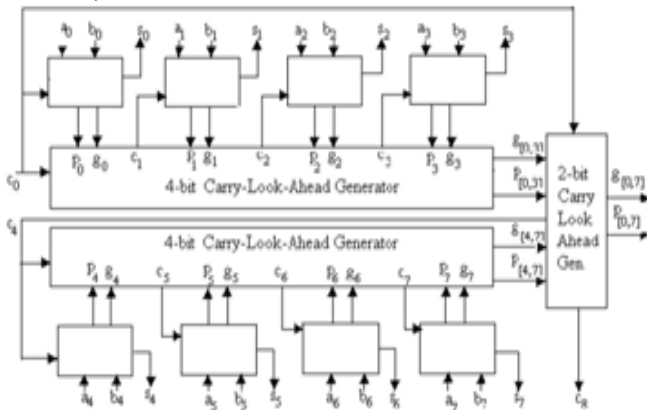 a0 b0 s0 a1 b1 s1 a2 b2 s2 a3 b3 s3
p0 g0 c1 p1 g1 c2 p2 g2 c3 p3 g3 g[0,3]
c0 4-bit Carry-Look-Ahead Generator p[0,3]
2-bit
Carry
Look
Ahead
Gen.
g[0,7]
p[0,7]
c4 4-bit Carry-Look-Ahead Generator g[4,7]
p4 g4 c5 p5 g5 c6 p6 g6 c7 p7 g7 p[4,7]
a4 b4 s4 a5 b5 s5 a6 b6 s6 a7 b7 s7 c8